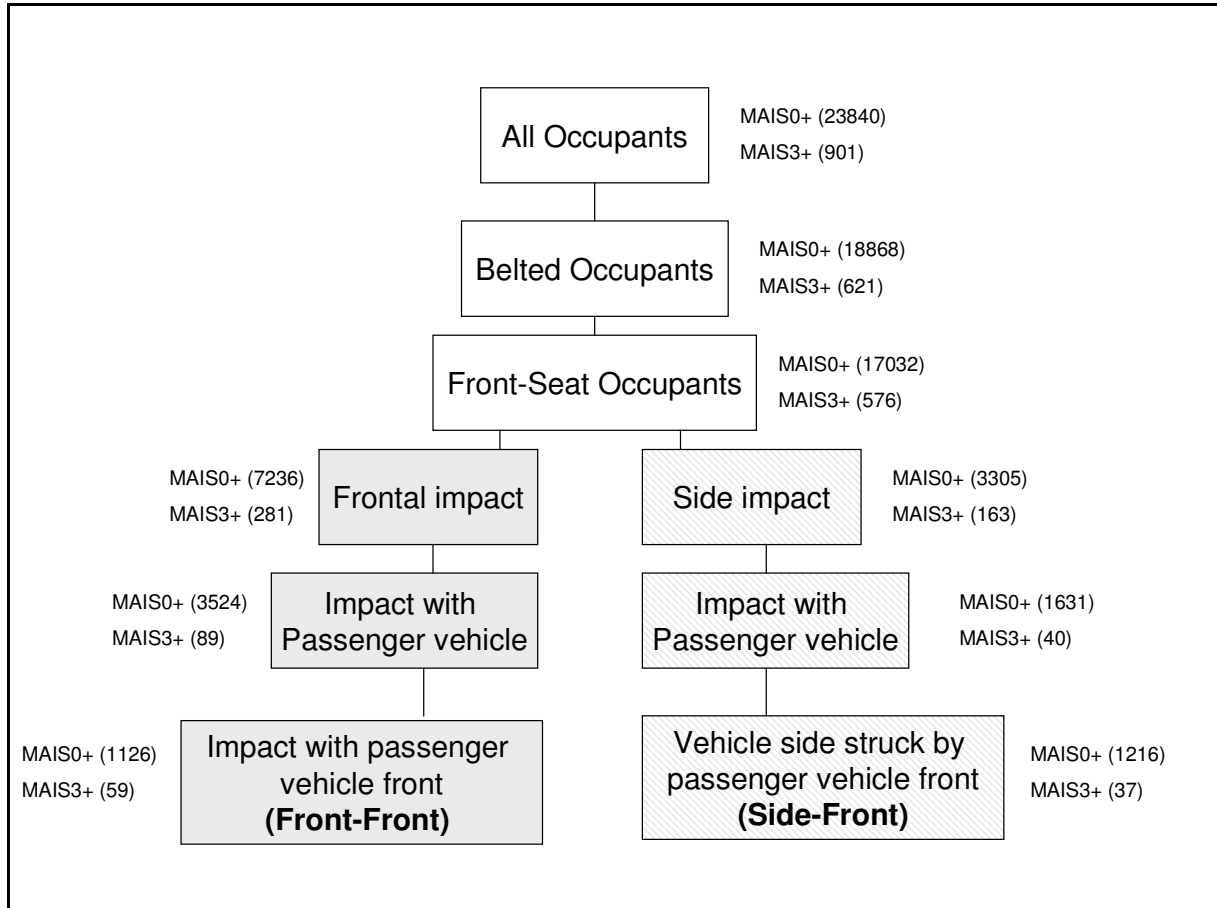 All Occupants
MAIS0+ (23840)
MAIS3+ (901)
Belted Occupants
MAIS0+ (18868)
MAIS3+ (621)
Front-Seat Occupants
MAIS0+ (17032)
MAIS3+ (576)
MAIS0+ (7236)
MAIS3+ (281)
Frontal impact
Side impact
MAIS0+ (3305)
MAIS3+ (163)
MAIS0+ (3524)
MAIS3+ (89)
Impact with
Passenger vehicle
Impact with
Passenger vehicle
MAIS0+ (1631)
MAIS3+ (40)
MAIS0+ (1126)
MAIS3+ (59)
Impact with passenger
vehicle front
(Front-Front)
Vehicle side struck by
passenger vehicle front
(Side-Front)
MAIS0+ (1216)
MAIS3+ (37)